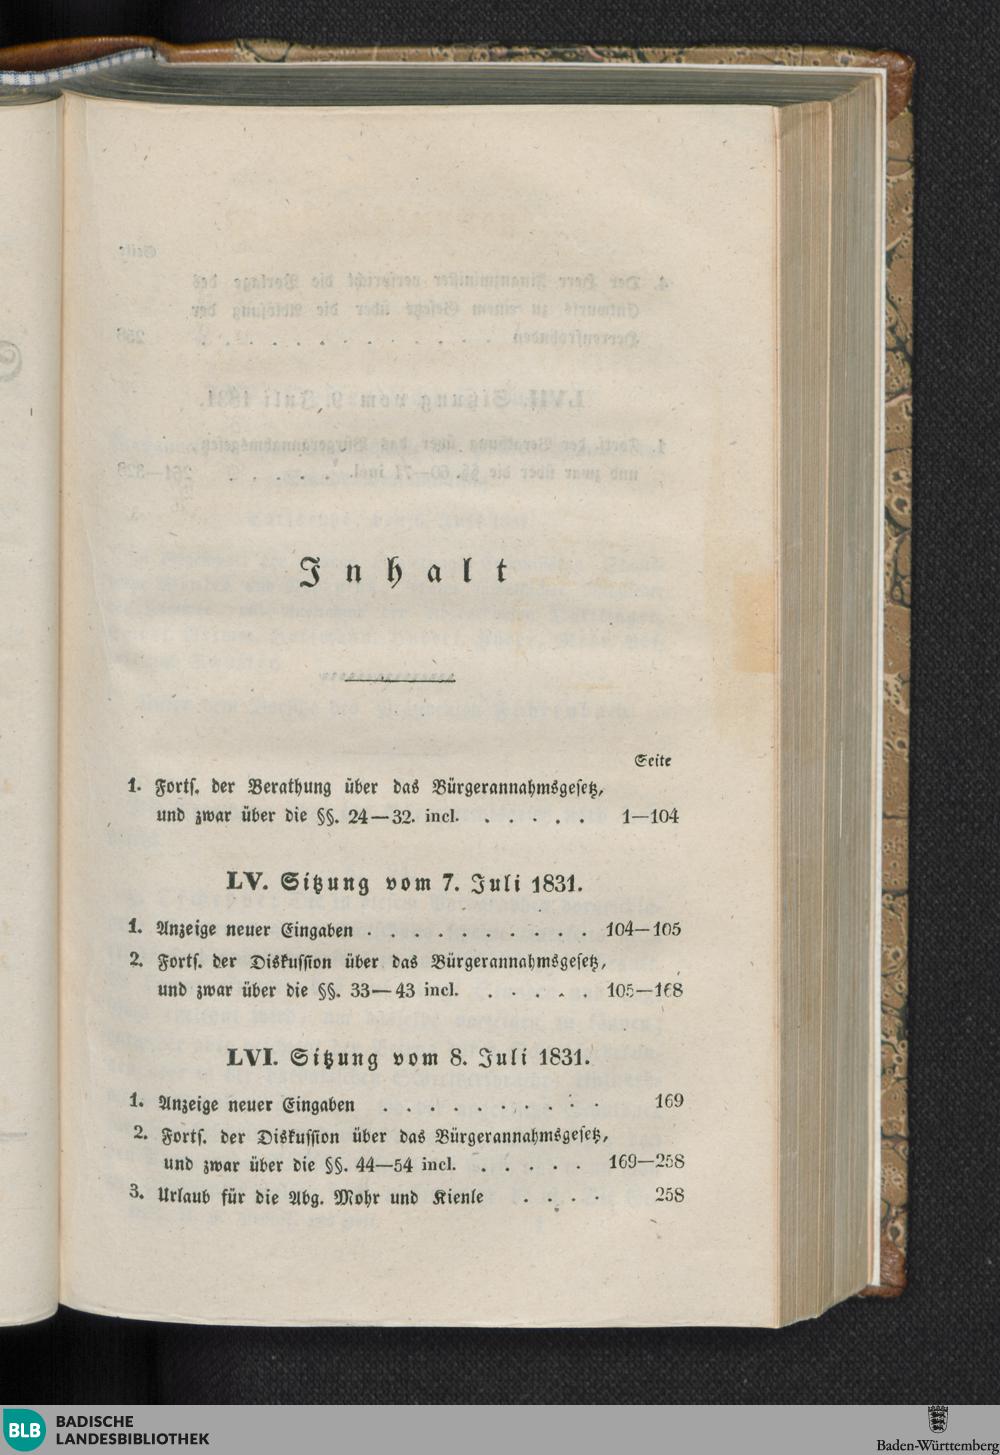 Inhalt
Seite
1. Forts. der Berathung über das Bürgerannahmsgesetz,
und zwar über die §§. 24—32. incl. . . . . . 1—104
LV. Sitzung vom 7. Juli 1831.
1. Anzeige neuer Eingaben . . . . . . . . . . . 104—105
2. Forts. der Diskussion über das Bürgerannahmsgesetz,
und zwar über die §§. 33—43 incl. . . . . . 105—168
LVI. Sitzung vom 8. Juli 1831.
1. Anzeige neuer Eingaben . . . . . . . . . . 169
2. Forts. der Diskussion über das Bürgerannahmsgesetz,
und zwar über die §§. 44—54 incl. . . . . . 169—258
3. Urlaub für die Abg. Mohr und Kienle . . . . 258
BLB BADISCHE
LANDESBIBLIOTHEK
Baden-Württemberg